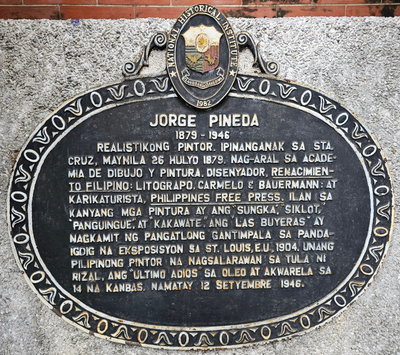 NATIONAL HISTORICAL INSTITUTE
1982
JORGE PINEDA
1879-1946
REALISTIKONG PINTOR. IPINANGANAK SA STA.
CRUZ, MAYNILA 26 HULYO 1879. NAG-ARAL SA ACADE-
MIA DE DIBUJO Y PINTURA. DISENYADOR, RENACIMIEN-
TO FILIPINO; LITOGRAPO, CARMELO & BAUERMANN; AT
KARIKATURISTA, PHILIPPINES FREE PRESS. ILAN SA
KANYANG MGA PINTURA AY ANG "SUNGKA," "SIKLOT,"
"PANGUINGUE," AT "KAKAWATE." ANG "LAS BUYERAS" AY
NAGKAMIT NG PANGATLONG GANTIMPALA SA PANDA-
IGDIG NA EKSPOSISYON SA ST. LOUIS, E.U., 1904. UNANG
PILIPINONG PINTOR NA NAGSALARAWAN SA TULA NI
RIZAL, ANG "ULTIMO ADIOS" SA OLEO AT AKWARELA SA
14 NA KANBAS. NAMATAY 12 SETYEMBRE 1946.